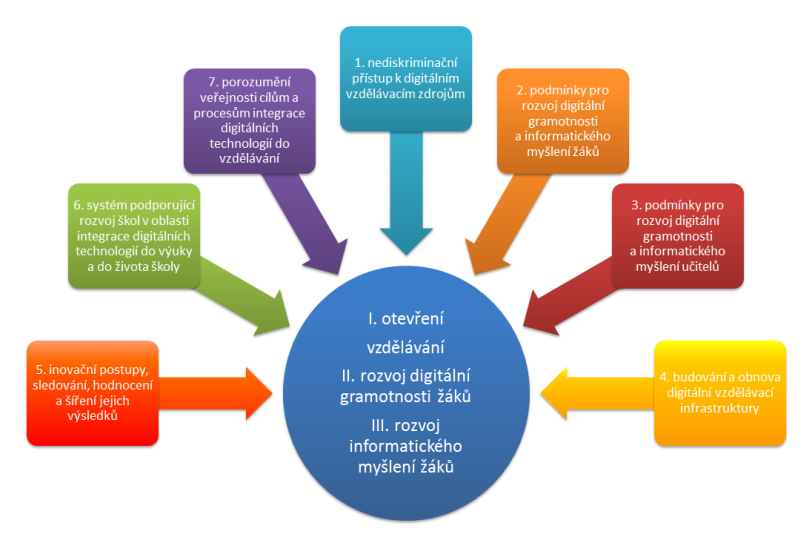 1. nediskriminační
přístup k digitálním
vzdělávacím zdrojům
2. podmínky pro
rozvoj digitální
gramotnosti
a informatického
myšlení žáků
3. podmínky pro
rozvoj digitální
gramotnosti
a informatického
myšlení učitelů
4. budování a obnova
digitální vzdělávací
infrastruktury
5. inovační postupy,
sledování, hodnocení
a šíření jejich
výsledků
6. systém podporující
rozvoj škol v oblasti
integrace digitálních
technologií do výuky
a do života školy
7. porozumění
veřejnosti cílům a
procesům integrace
digitálních
technologií do
vzdělávání
I. otevření
vzdělávání
II. rozvoj digitální
gramotnosti žáků
III. rozvoj
informatického
myšlení žáků